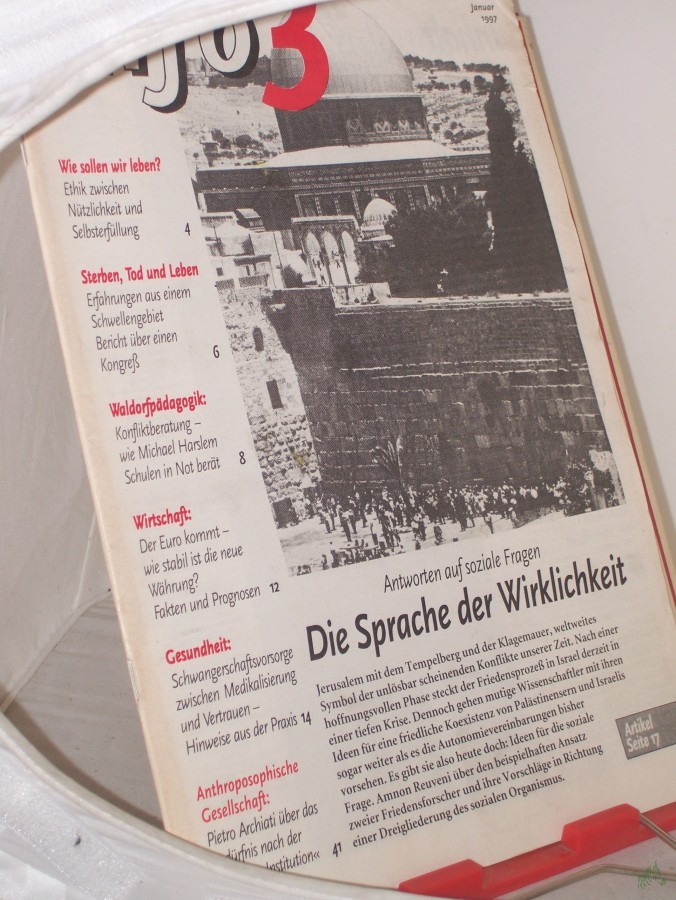 info3
januar
1997
Wie sollen wir leben?
Ethik zwischen
Nützlichkeit und
Selbsterfüllung 4
Sterben, Tod und Leben
Erfahrungen aus einem
Schwellengebiet
Bericht über einen
Kongreß 6
Waldorfpädagogik:
Konfliktberatung –
wie Michael Harslem
Schulen in Not berät 8
Wirtschaft:
Der Euro kommt –
wie stabil ist die neue
Währung?
Fakten und Prognosen 12
Gesundheit:
Schwangerschaftsvorsorge
zwischen Medikalisierung
und Vertrauen –
Hinweise aus der Praxis 14
Anthroposophische
Gesellschaft:
Pietro Archiati über das
dürfnis nach der
Institution« 41
Antworten auf soziale Fragen
Die Sprache der Wirklichkeit
Jerusalem mit dem Tempelberg und der Klagemauer, weltweites
Symbol der unlösbar scheinenden Konflikte unserer Zeit. Nach einer
hoffnungsvollen Phase steckt der Friedensprozeß in Israel derzeit in
einer tiefen Krise. Dennoch gehen mutige Wissenschaftler mit ihren
Ideen für eine friedliche Koexistenz von Palästinensern und Israelis
sogar weiter als es die Autonomievereinbarungen bisher
vorsehen. Es gibt sie also heute doch: Ideen für die soziale
Frage. Amnon Reuveni über den beispielhaften Ansatz
zweier Friedensforscher und ihre Vorschläge in Richtung
einer Dreigliederung des sozialen Organismus.
Artikel
Seite 17